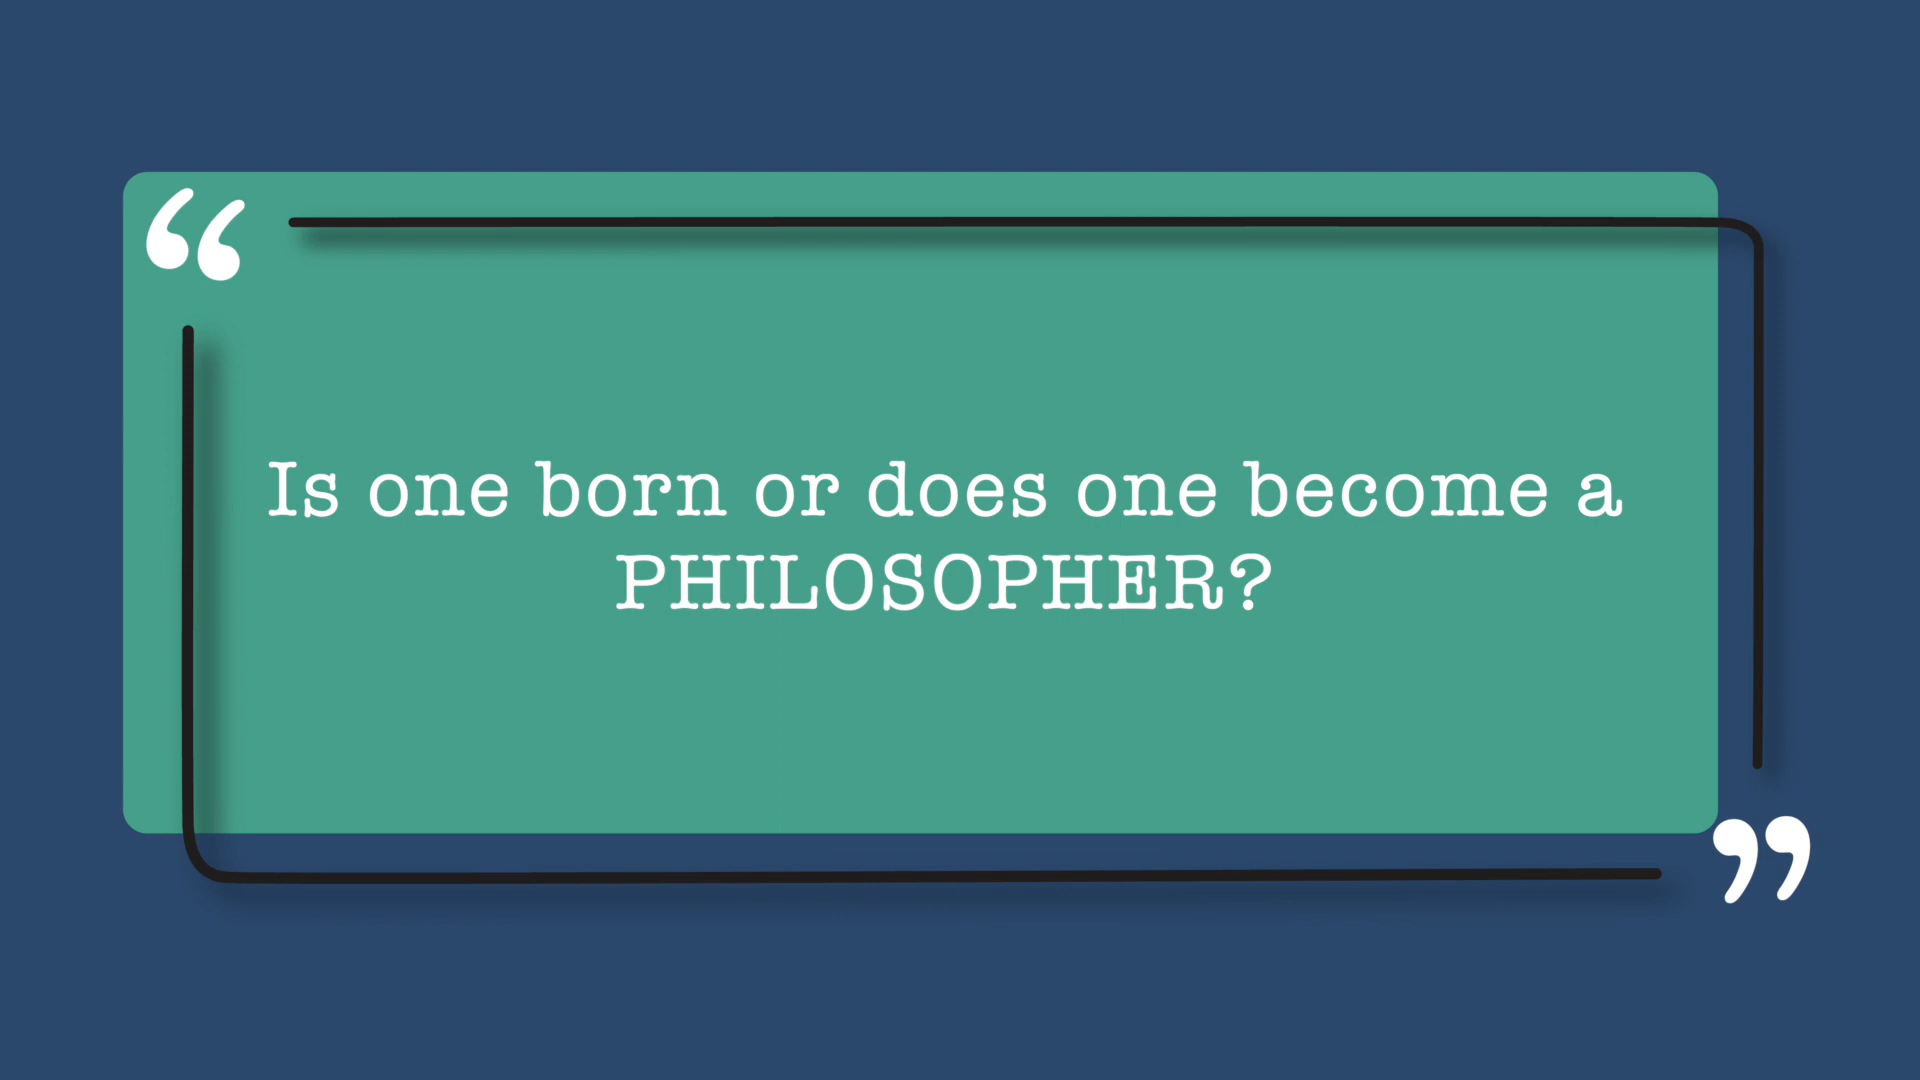 “
Is one born or does one become a
PHILOSOPHER?
”